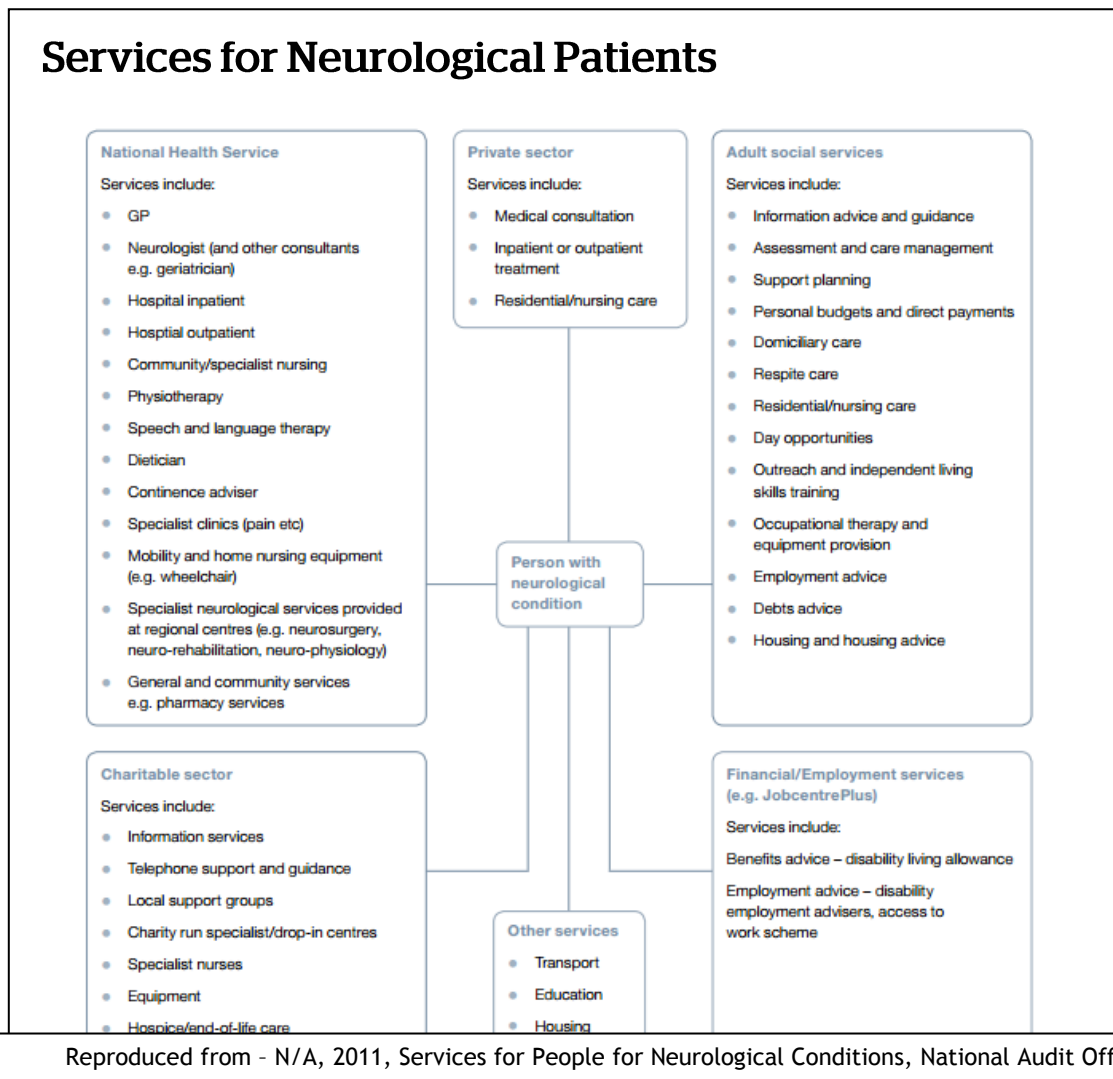 Services for Neurological Patients
National Health Service
Services include:
GP
Neurologist (and other consultants
e.g. geriatrician)
Hospital inpatient
Hosptial outpatient
Community/specialist nursing
Physiotherapy
Speech and language therapy
Dietician
Continence adviser
Specialist clinics (pain etc)
Mobility and home nursing equipment
(e.g. wheelchair)
Specialist neurological services provided
at regional centres (e.g. neurosurgery,
neuro-rehabilitation, neuro-physiology)
General and community services
e.g. pharmacy services
Private sector
Services include:
Medical consultation
Inpatient or outpatient
treatment
Residential/nursing care
Adult social services
Services include:
Information advice and guidance
Assessment and care management
Support planning
Personal budgets and direct payments
Domiciliary care
Respite care
Residential/nursing care
Day opportunities
Outreach and independent living
skills training
Occupational therapy and
equipment provision
Employment advice
Debts advice
Housing and housing advice
Person with
neurological
condition
Charitable sector
Services include:
Information services
Telephone support and guidance
Local support groups
Charity run specialist/drop-in centres
Specialist nurses
Equipment
Hospice/end-of-life care
Other services
Transport
Education
Housing
Financial/Employment services
(e.g. JobcentrePlus)
Services include:
Benefits advice – disability living allowance
Employment advice – disability
employment advisers, access to
work scheme
Reproduced from – N/A, 2011, Services for People for Neurological Conditions, National Audit Off